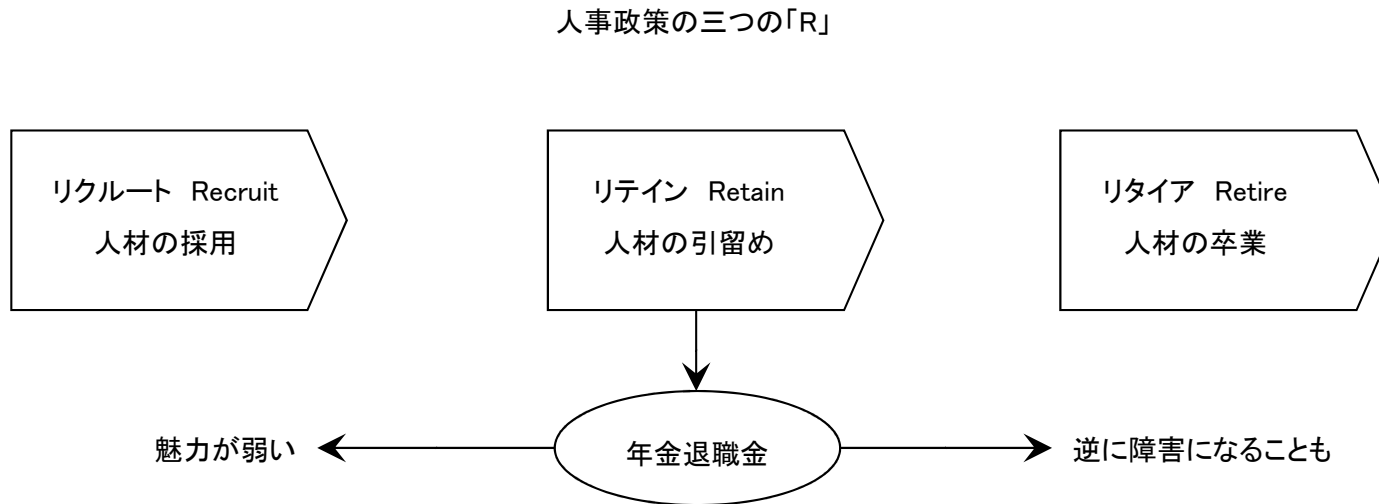 人事政策の三つの「R」
リクルート　Recruit
人材の採用
リテイン　Retain
人材の引留め
リタイア　Retire
人材の卒業
魅力が弱い
年金退職金
逆に障害になることも